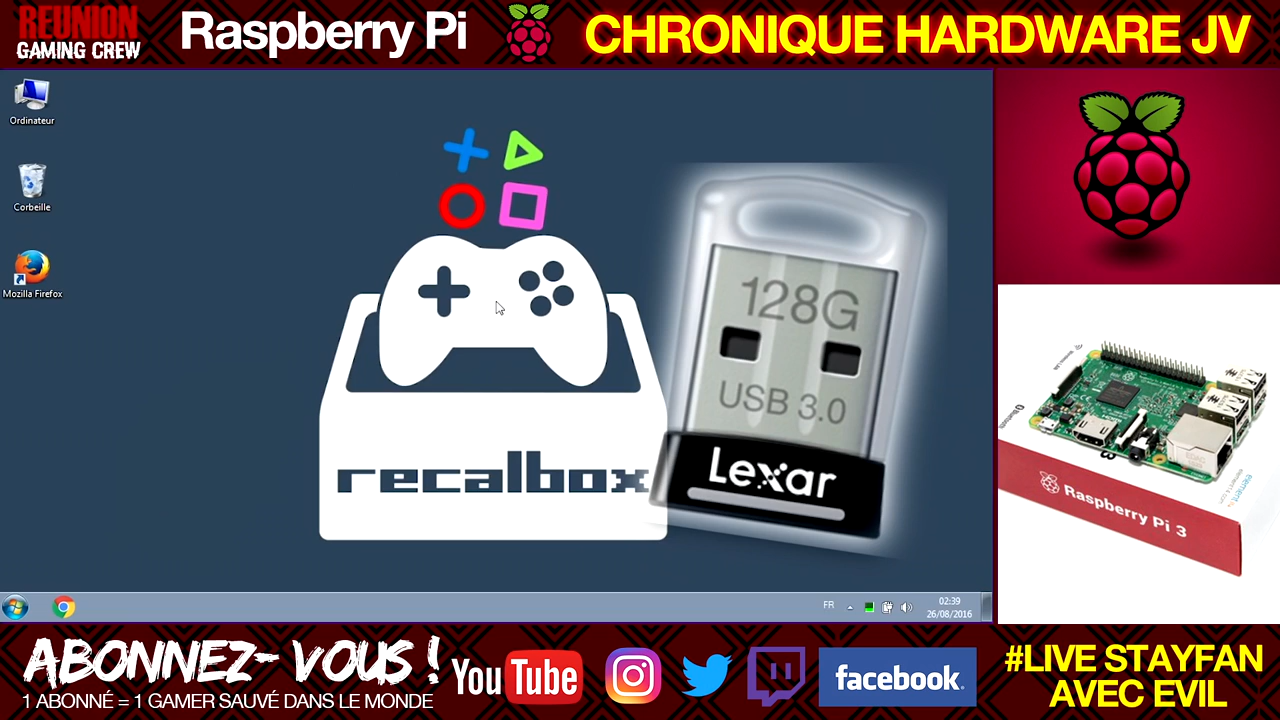 REUNION
GAMING CREW
Raspberry Pi
CHRONIQUE HARDWARE JV
Ordinateur
Corbeille
Mozilla Firefox
128G
USB 3.0
Lexar
recalbox
Raspberry Pi 3
FR
02:39
26/08/2016
ABONNEZ-VOUS !
1 ABONNÉ = 1 GAMER SAUVÉ DANS LE MONDE
YouTube
facebook
#LIVE STAYFAN
AVEC EVIL